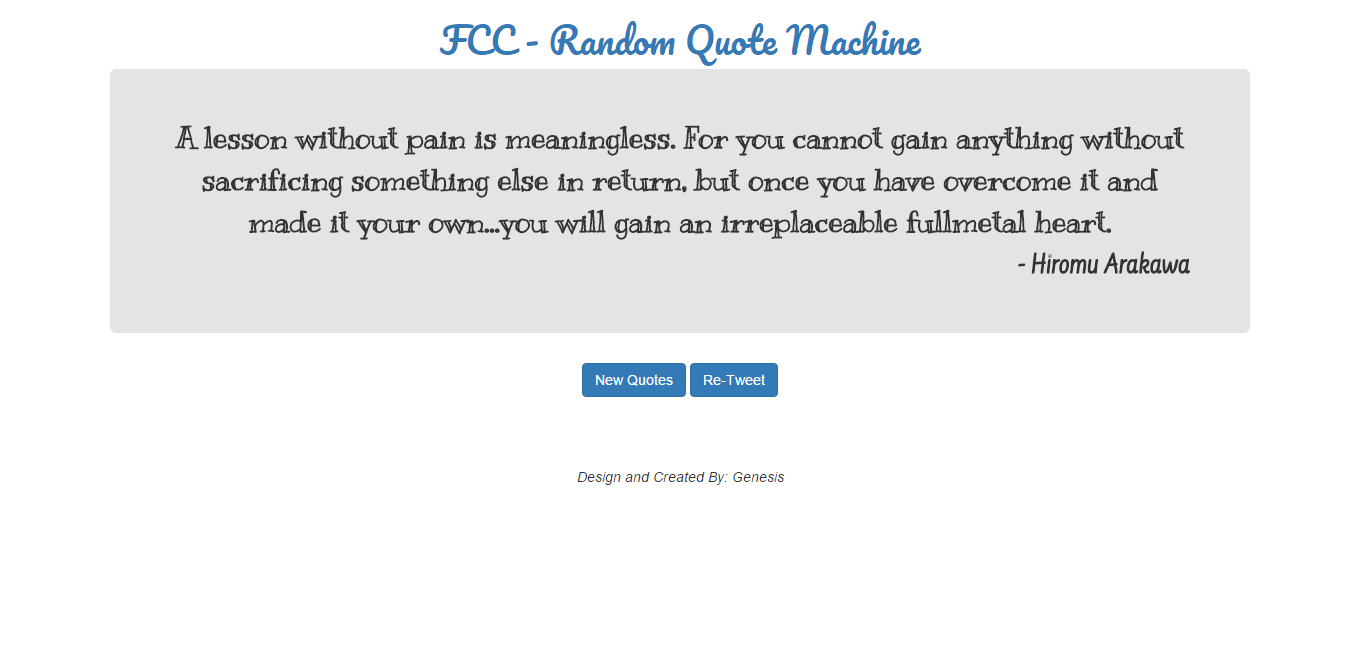 FCC - Random Quote Machine
A lesson without pain is meaningless. For you cannot gain anything without
sacrificing something else in return, but once you have overcome it and
made it your own...you will gain an irreplaceable fullmetal heart.
- Hiromu Arakawa
New Quotes Re-Tweet
Design and Created By: Genesis